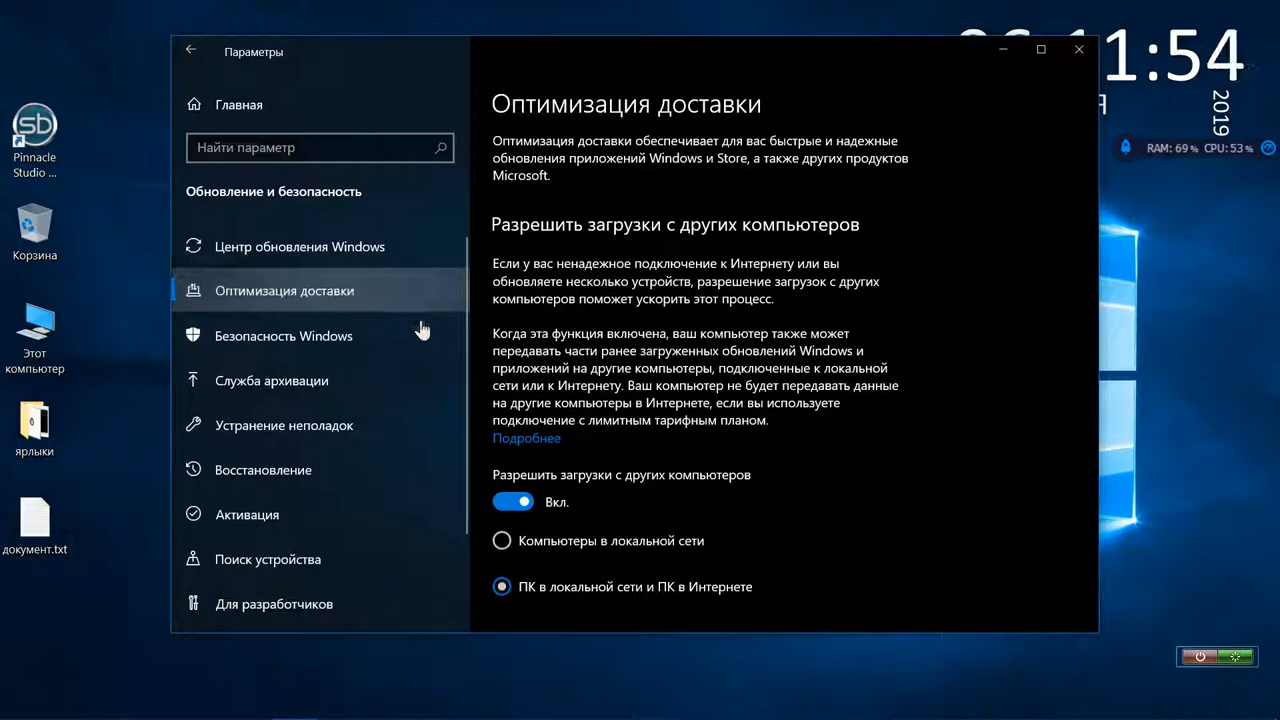 Параметры
Главная
Найти параметр
Обновление и безопасность
Центр обновления Windows
Оптимизация доставки
Безопасность Windows
Служба архивации
Устранение неполадок
Восстановление
Активация
Поиск устройства
Для разработчиков
Оптимизация доставки
Оптимизация доставки обеспечивает для вас быстрые и надежные
обновления приложений Windows и Store, а также других продуктов
Microsoft.
Разрешить загрузки с других компьютеров
Если у вас ненадежное подключение к Интернету или вы
обновляете несколько устройств, разрешение загрузок с других
компьютеров поможет ускорить этот процесс.
Когда эта функция включена, ваш компьютер также может
передавать части ранее загруженных обновлений Windows и
приложений на другие компьютеры, подключенные к локальной
сети или к Интернету. Ваш компьютер не будет передавать данные
на другие компьютеры в Интернете, если вы используете
подключение с лимитным тарифным планом.
Подробнее
Разрешить загрузки с других компьютеров
Вкл.
Компьютеры в локальной сети
ПК в локальной сети и ПК в Интернете
sb
Pinnacle
Studio ...
Корзина
Этот
компьютер
ярлыки
документ.txt
1:54
2019
RAM: 69 % CPU: 53 %